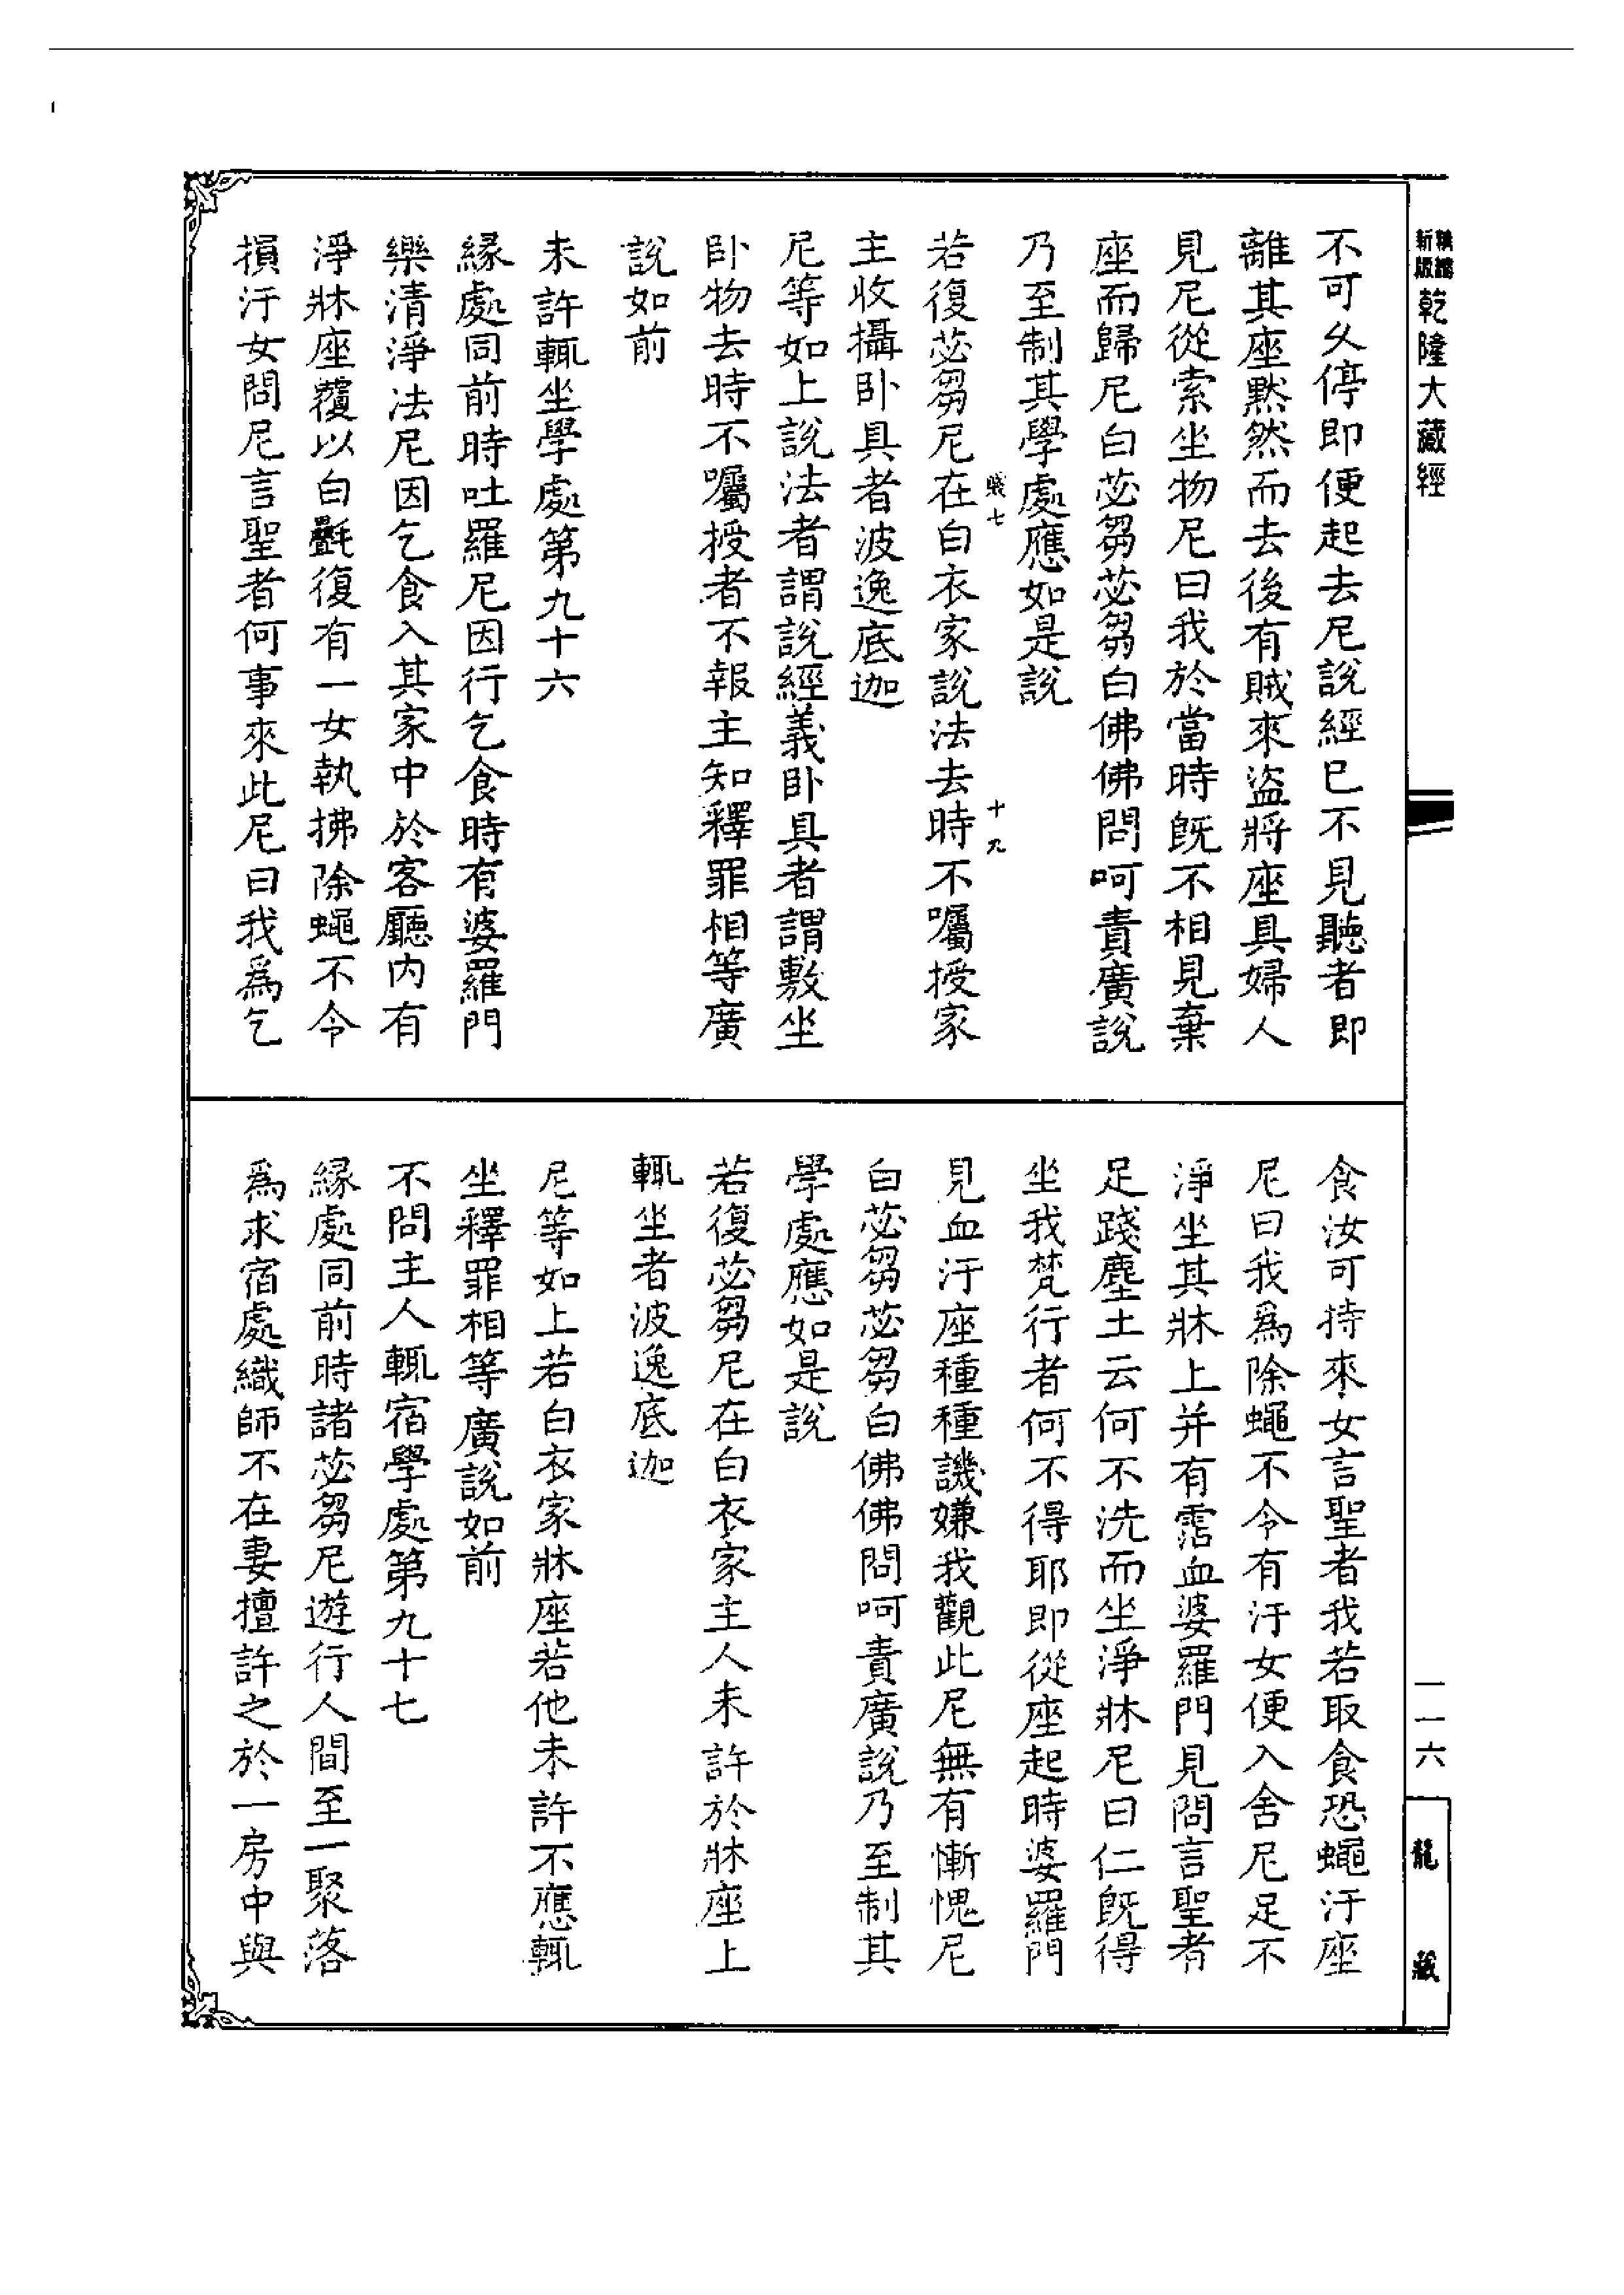 新版精縮乾隆大藏經
不可久停即便起去尼說經已不見聽者即
離其座默然而去後有賊來盜將座具婦人
見尼從索坐物尼曰我於當時既不相見棄
座而歸尼白苾芻苾芻白佛佛問呵責廣說
乃至制其學處應如是說
十九
若復苾芻尼在白衣家說法去時不囑授家
主收攝卧具者波逸底迦
尼等如上說法者謂說經義卧具者謂敷坐
卧物去時不囑授者不報主知釋罪相等廣
說如前
未許輒坐學處第九十六
緣處同前時吐羅尼因行乞食時有婆羅門
樂清淨法尼因乞食入其家中於客廳內有
淨牀座覆以白㲲復有一女執拂除蠅不令
損汙女問尼言聖者何事來此尼曰我爲乞
食汝可持來女言聖者我若取食恐蠅汙座
尼曰我爲除蠅不令有汙女便入舍尼足不
淨坐其牀上并有霑血婆羅門見問言聖者
足踐塵土云何不洗而坐淨牀尼曰仁既得
坐我梵行者何不得耶即從座起時婆羅門
見血汙座種種譏嫌我觀此尼無有慚愧尼
白苾芻苾芻白佛佛問呵責廣說乃至制其
學處應如是說
若復苾芻尼在白衣家主人未許於牀座上
輒坐者波逸底迦
尼等如上若白衣家牀座若他未許不應輒
坐釋罪相等廣說如前
不問主人輒宿學處第九十七
緣處同前時諸苾芻尼遊行人間至一聚落
爲求宿處織師不在妻擅許之於一房中與
一一六
龍藏